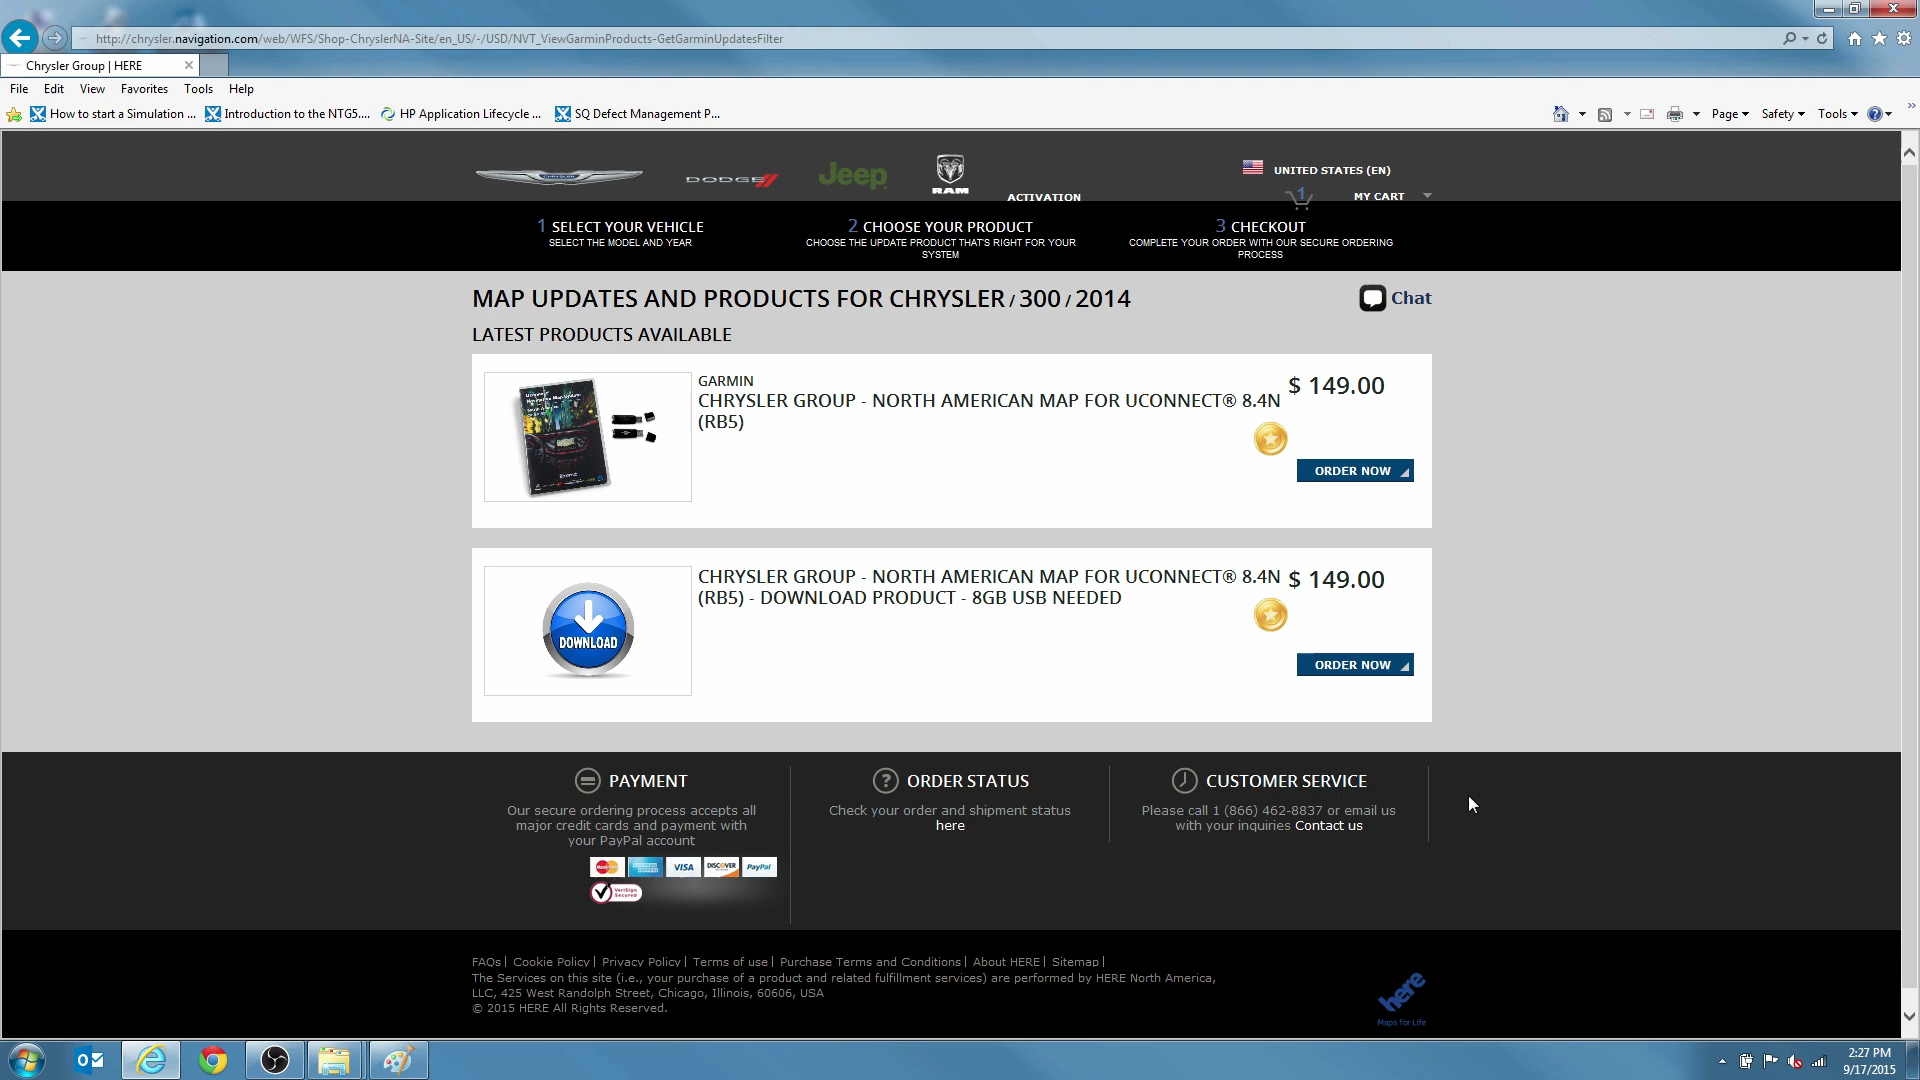 http://chrysler.navigation.com/web/WFS/Shop-ChryslerNA-Site/en_US/-/USD/NVT_ViewGarminProducts-GetGarminUpdatesFilter
Chrysler Group | HERE
File Edit View Favorites Tools Help
How to start a Simulation ... Introduction to the NTG5.... HP Application Lifecycle ... SQ Defect Management P...
Page Safety Tools
CHRYSLER
DODGE
Jeep
RAM
ACTIVATION
UNITED STATES (EN)
1
MY CART
1 SELECT YOUR VEHICLE
SELECT THE MODEL AND YEAR
2 CHOOSE YOUR PRODUCT
CHOOSE THE UPDATE PRODUCT THAT'S RIGHT FOR YOUR
SYSTEM
3 CHECKOUT
COMPLETE YOUR ORDER WITH OUR SECURE ORDERING
PROCESS
MAP UPDATES AND PRODUCTS FOR CHRYSLER / 300 / 2014
Chat
LATEST PRODUCTS AVAILABLE
GARMIN
CHRYSLER GROUP - NORTH AMERICAN MAP FOR UCONNECT® 8.4N
(RB5)
$ 149.00
ORDER NOW
DOWNLOAD
CHRYSLER GROUP - NORTH AMERICAN MAP FOR UCONNECT® 8.4N
(RB5) - DOWNLOAD PRODUCT - 8GB USB NEEDED
$ 149.00
ORDER NOW
PAYMENT
Our secure ordering process accepts all
major credit cards and payment with
your PayPal account
MasterCard AMERICAN EXPRESS VISA DISCOVER PayPal
VeriSign
Secured
ORDER STATUS
Check your order and shipment status
here
CUSTOMER SERVICE
Please call 1 (866) 462-8837 or email us
with your inquiries Contact us
FAQs| Cookie Policy| Privacy Policy| Terms of use| Purchase Terms and Conditions| About HERE| Sitemap|
The Services on this site (i.e., your purchase of a product and related fulfillment services) are performed by HERE North America,
LLC, 425 West Randolph Street, Chicago, Illinois, 60606, USA
© 2015 HERE All Rights Reserved.
here
Maps for Life
2:27 PM
9/17/2015